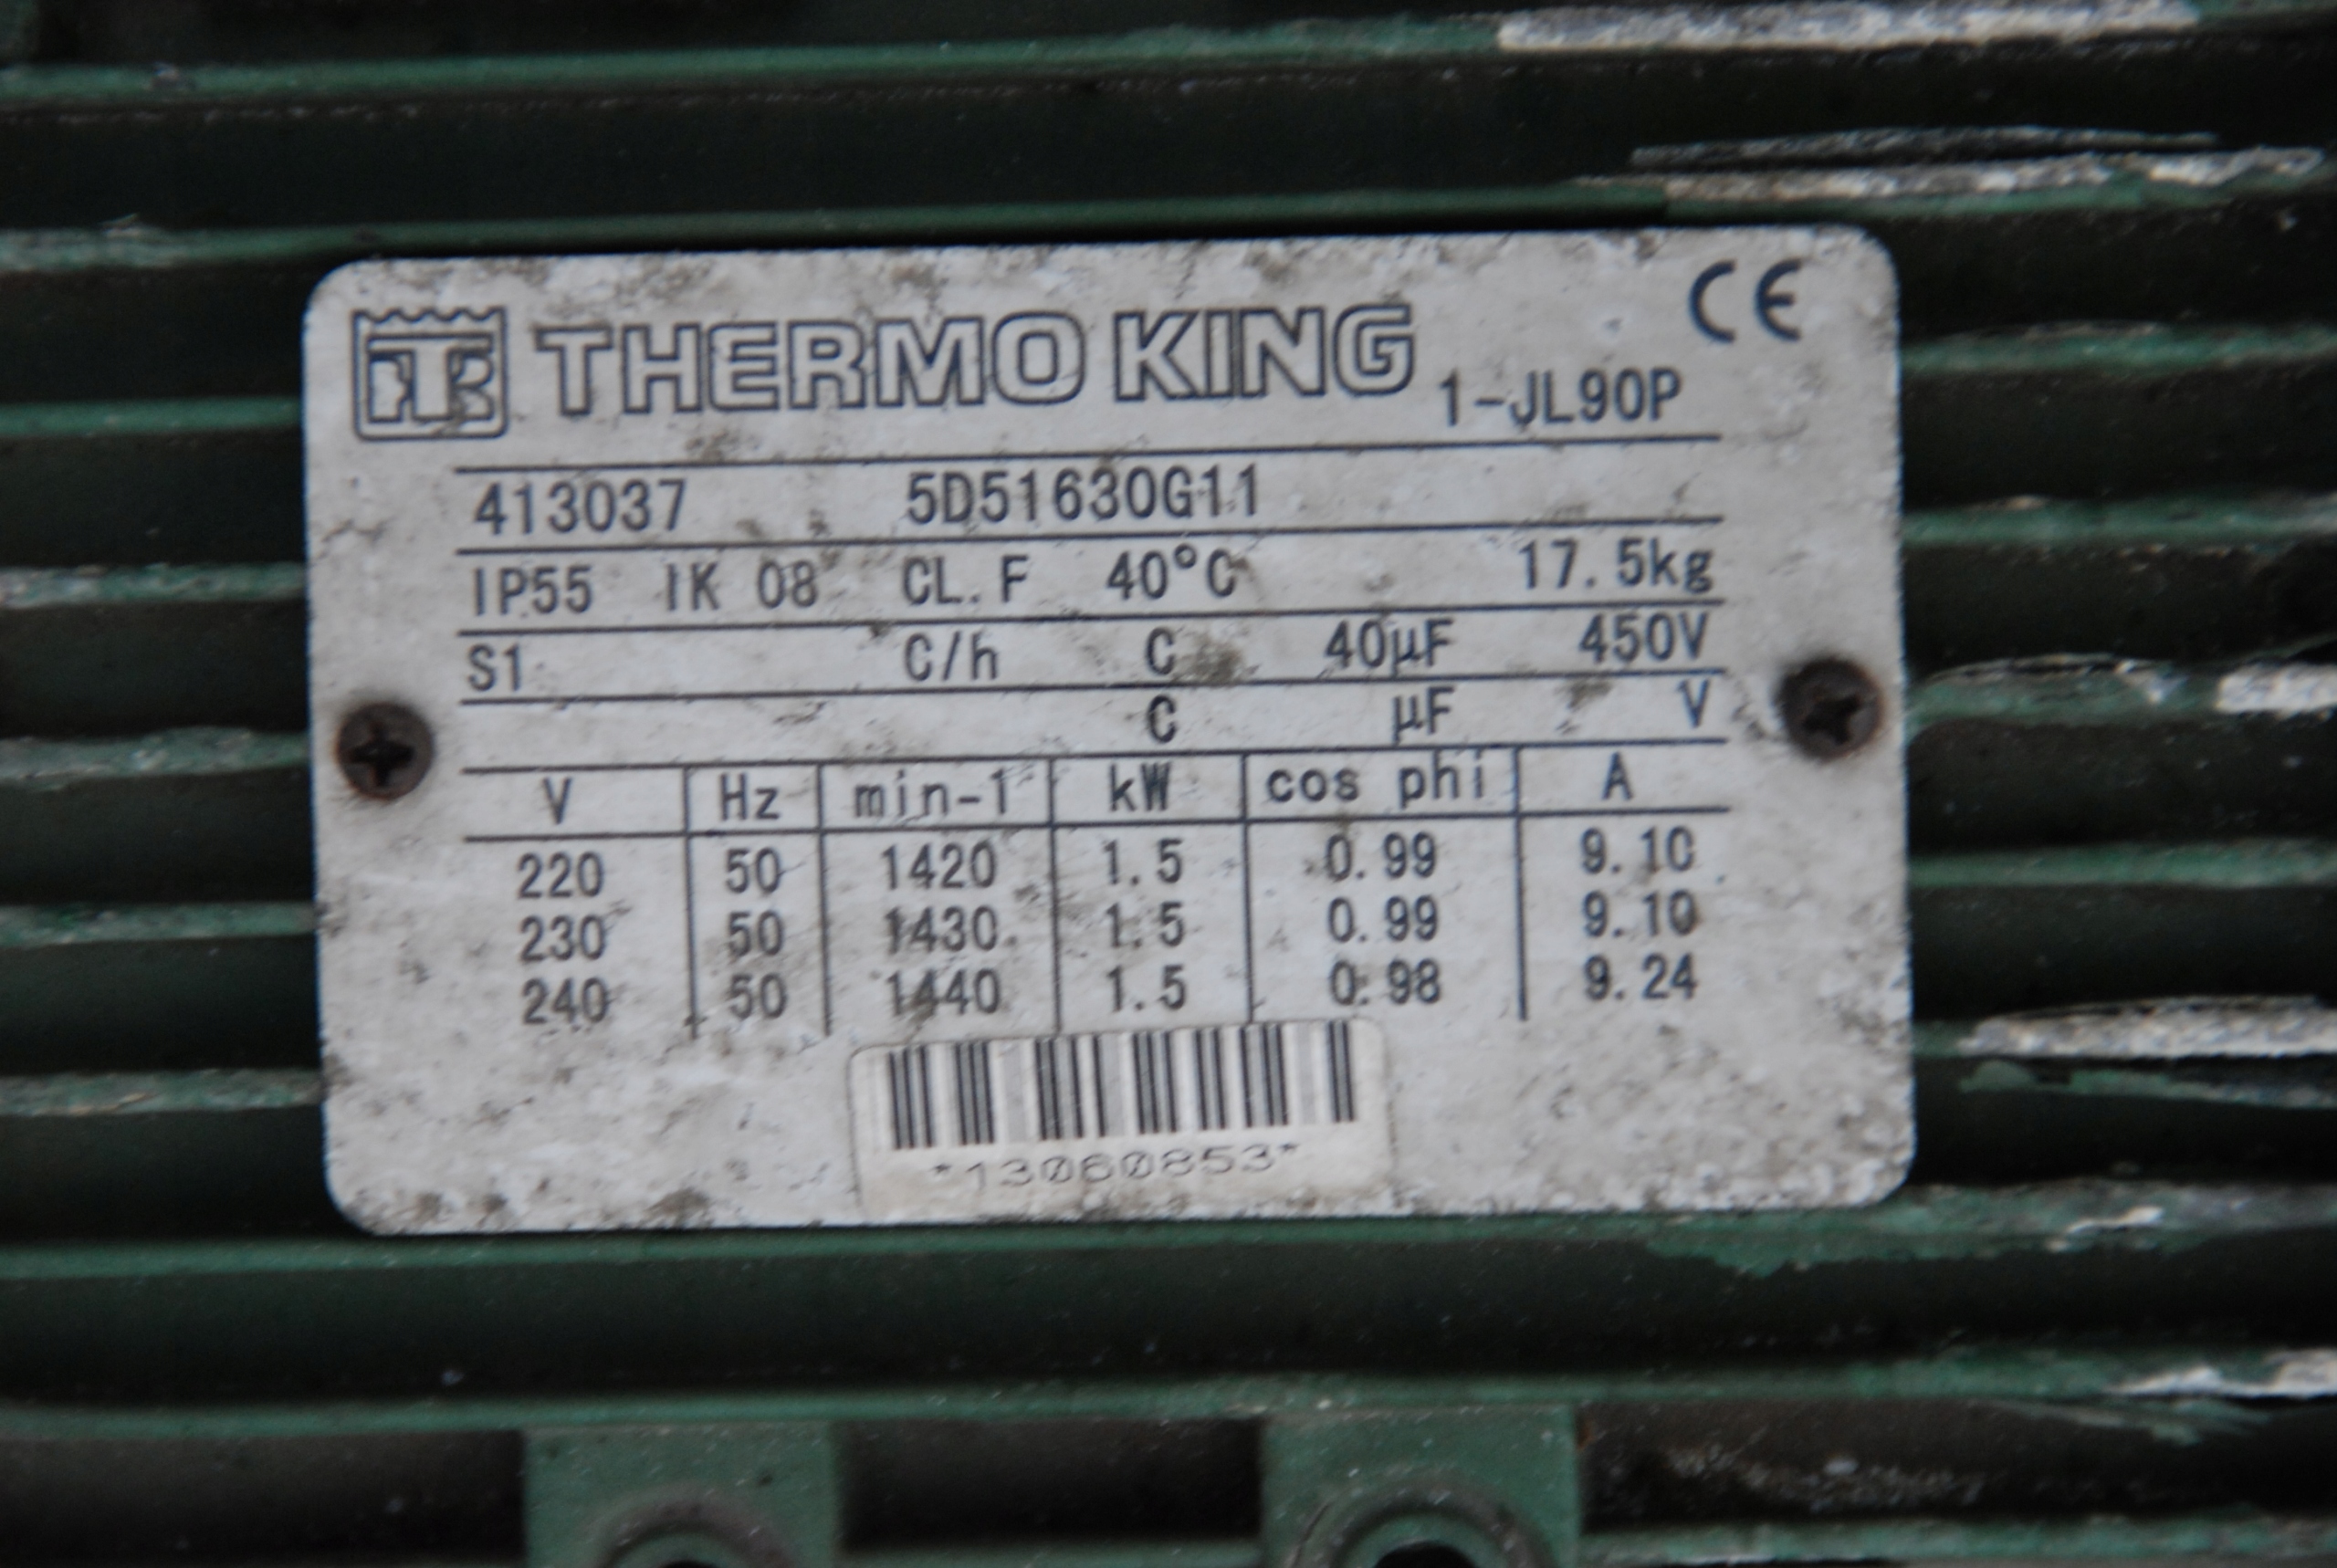 TK THERMO KING CE
1-JL90P
413037 5D51630G11
IP55 IK 08 CL.F 40°C 17.5kg
S1 C/h C 40µF 450V
C µF V
V Hz min-1 kW cos phi A
220 50 1420 1.5 0.99 9.10
230 50 1430 1.5 0.99 9.10
240 50 1440 1.5 0.98 9.24
*13060853*